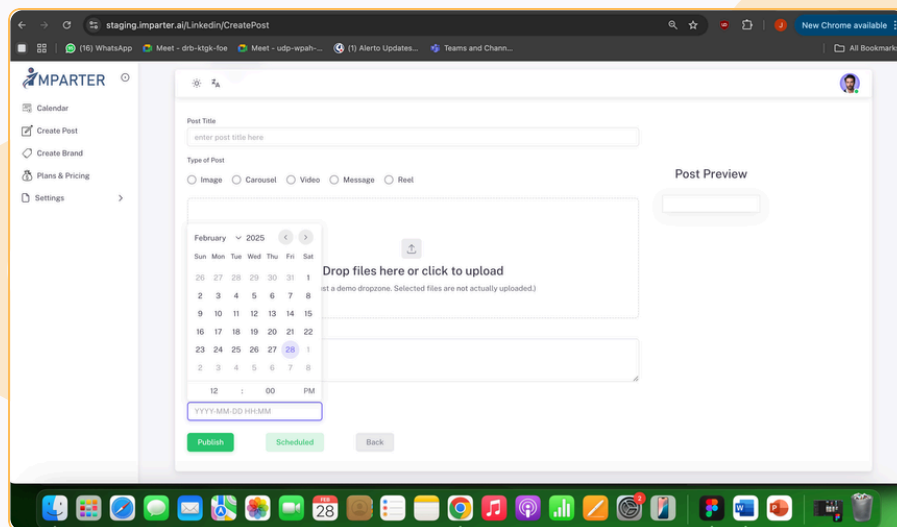 staging.imparter.ai/Linkedin/CreatePost
New Chrome available
(16) WhatsApp
Meet - drb-ktgk-foe
Meet - udp-wpah-...
(1) Alerto Updates...
Teams and Chann...
All Bookmarks
IMPARTER
Calendar
Create Post
Create Brand
Plans & Pricing
Settings
Post Title
enter post title here
Type of Post
Image
Carousel
Video
Message
Reel
Post Preview
Drop files here or click to upload
st a demo dropzone. Selected files are not actually uploaded.)
February 2025
Sun Mon Tue Wed Thu Fri Sat
26 27 28 29 30 31 1
2 3 4 5 6 7 8
9 10 11 12 13 14 15
16 17 18 19 20 21 22
23 24 25 26 27 28 1
2 3 4 5 6 7 8
12 : 00 PM
YYYY-MM-DD HH:MM
Publish
Scheduled
Back
FEB
28
2